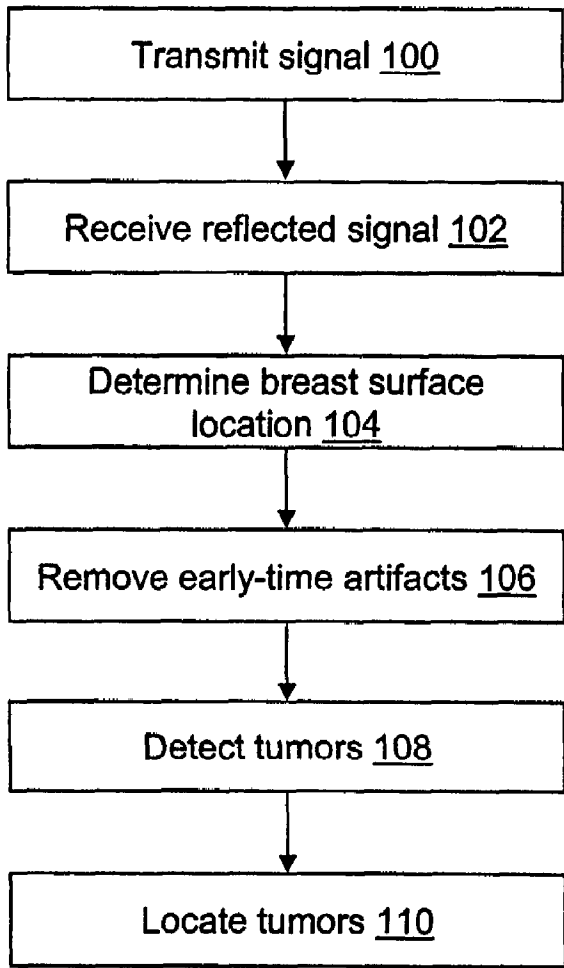 Transmit signal 100
Receive reflected signal 102
Determine breast surface
location 104
Remove early-time artifacts 106
Detect tumors 108
Locate tumors 110